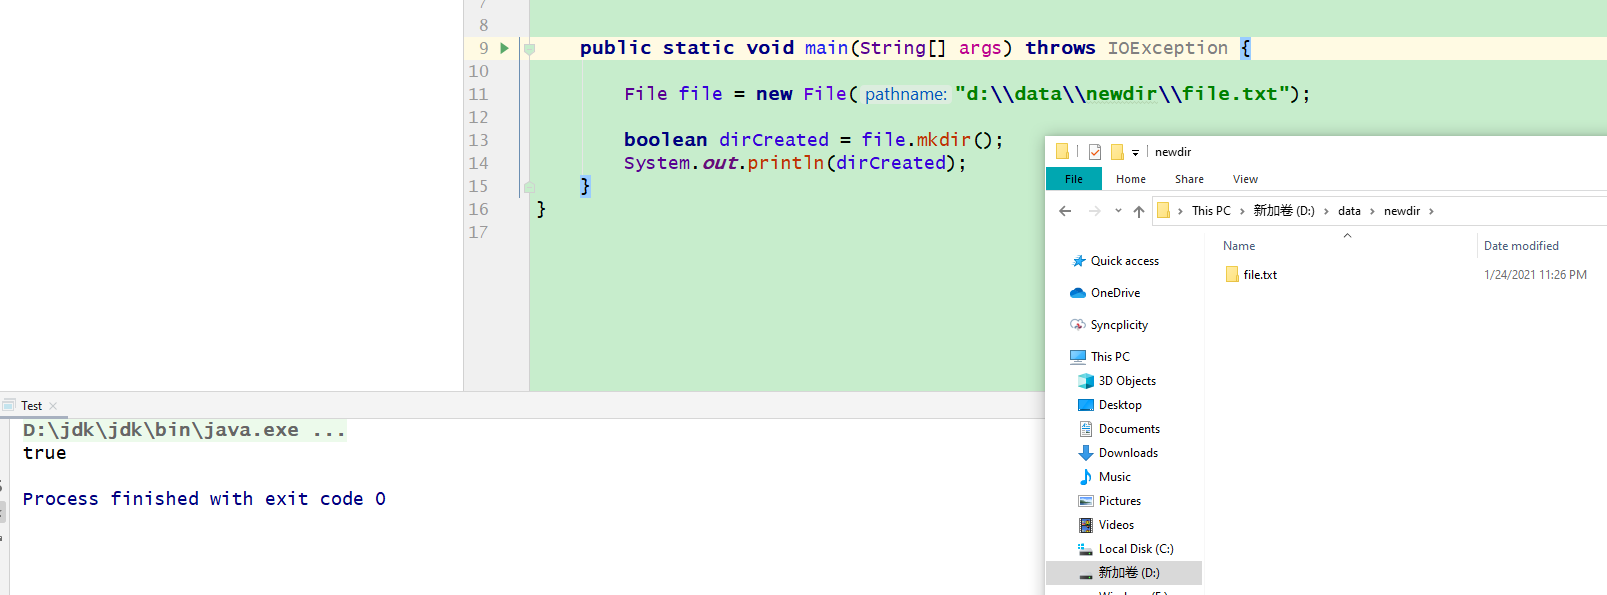 7
8
9 public static void main(String[] args) throws IOException {
10
11 File file = new File( pathname: "d:\\data\\newdir\\file.txt");
12
13 boolean dirCreated = file.mkdir();
14 System.out.println(dirCreated);
15 }
16 }
17
newdir
File Home Share View
This PC > 新加卷 (D:) > data > newdir >
Name Date modified
file.txt 1/24/2021 11:26 PM
Quick access
OneDrive
Syncplicity
This PC
3D Objects
Desktop
Documents
Downloads
Music
Pictures
Videos
Local Disk (C:)
新加卷 (D:)
Test
D:\jdk\jdk\bin\java.exe ...
true
Process finished with exit code 0